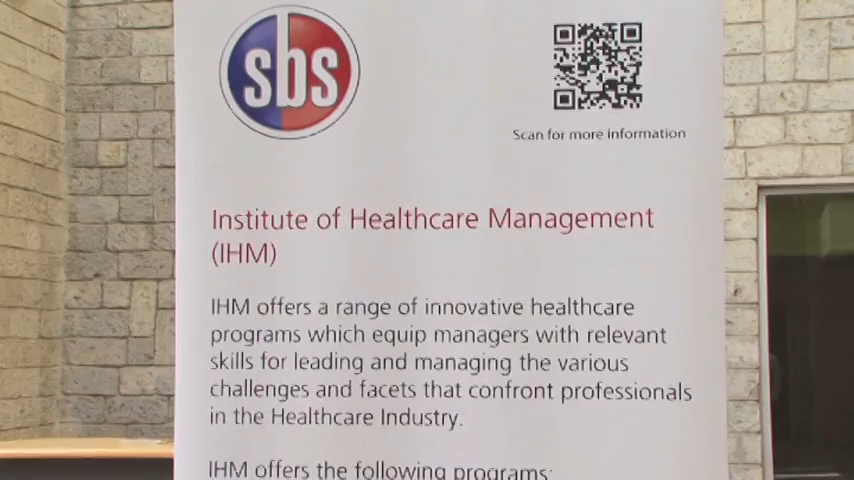 sbs
Scan for more information
Institute of Healthcare Management
(IHM)
IHM offers a range of innovative healthcare
programs which equip managers with relevant
skills for leading and managing the various
challenges and facets that confront professionals
in the Healthcare Industry.
IHM offers the following programs: